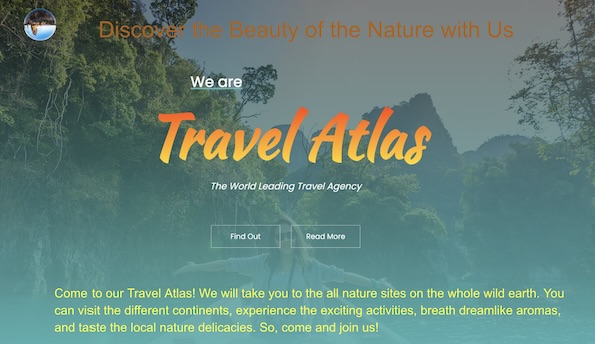 Discover the Beauty of the Nature with Us
We are
Travel Atlas
The World Leading Travel Agency
Find Out
Read More
Come to our Travel Atlas! We will take you to the all nature sites on the whole wild earth. You
can visit the different continents, experience the exciting activities, breath dreamlike aromas,
and taste the local nature delicacies. So, come and join us!